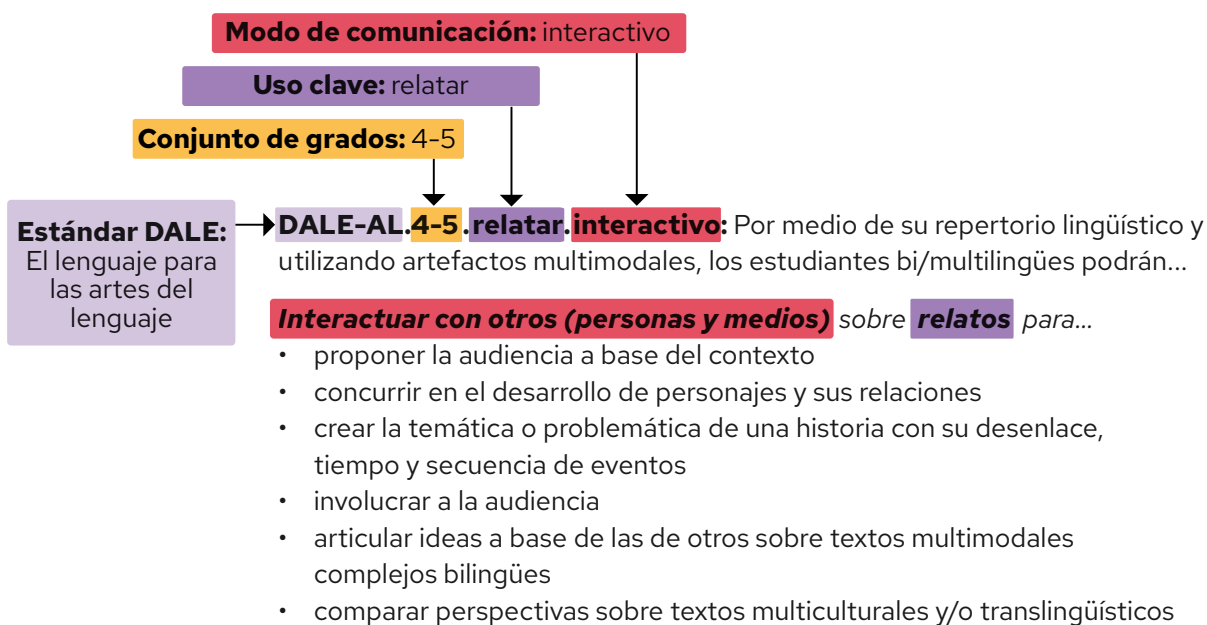 Modo de comunicación: interactivo
Uso clave: relatar
Conjunto de grados: 4-5
Estándar DALE:
El lenguaje para
las artes del
lenguaje
DALE-AL.4-5.relatar.interactivo: Por medio de su repertorio lingüístico y
utilizando artefactos multimodales, los estudiantes bi/multilingües podrán...
Interactuar con otros (personas y medios) sobre relatos para...
• proponer la audiencia a base del contexto
• concurrir en el desarrollo de personajes y sus relaciones
• crear la temática o problemática de una historia con su desenlace,
tiempo y secuencia de eventos
• involucrar a la audiencia
• articular ideas a base de las de otros sobre textos multimodales
complejos bilingües
• comparar perspectivas sobre textos multiculturales y/o translingüísticos